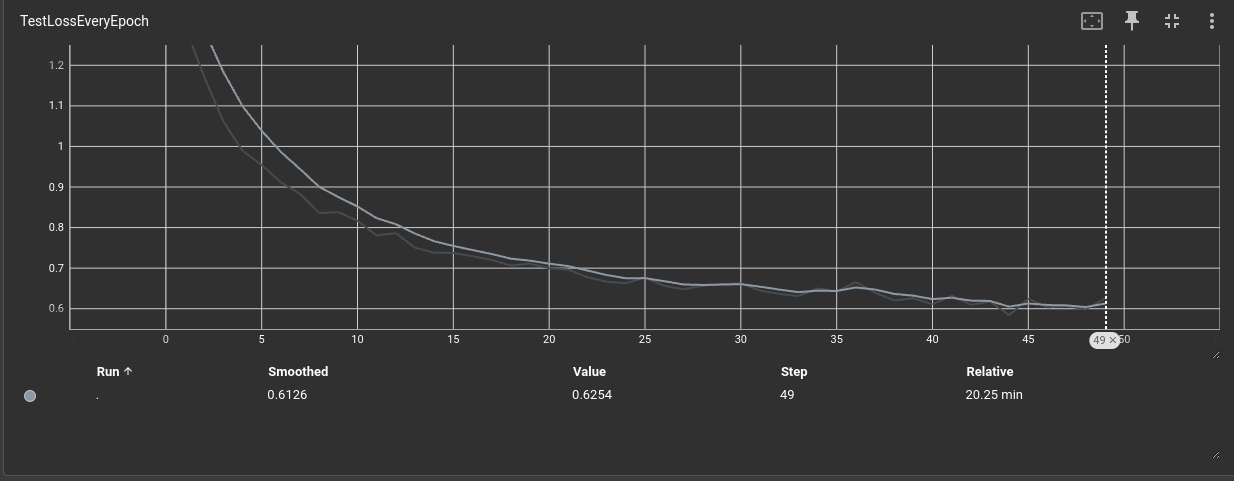 TestLossEveryEpoch
1.2
1.1
1
0.9
0.8
0.7
0.6
0 5 10 15 20 25 30 35 40 45 49 × 50
Run ↑ Smoothed Value Step Relative
. 0.6126 0.6254 49 20.25 min